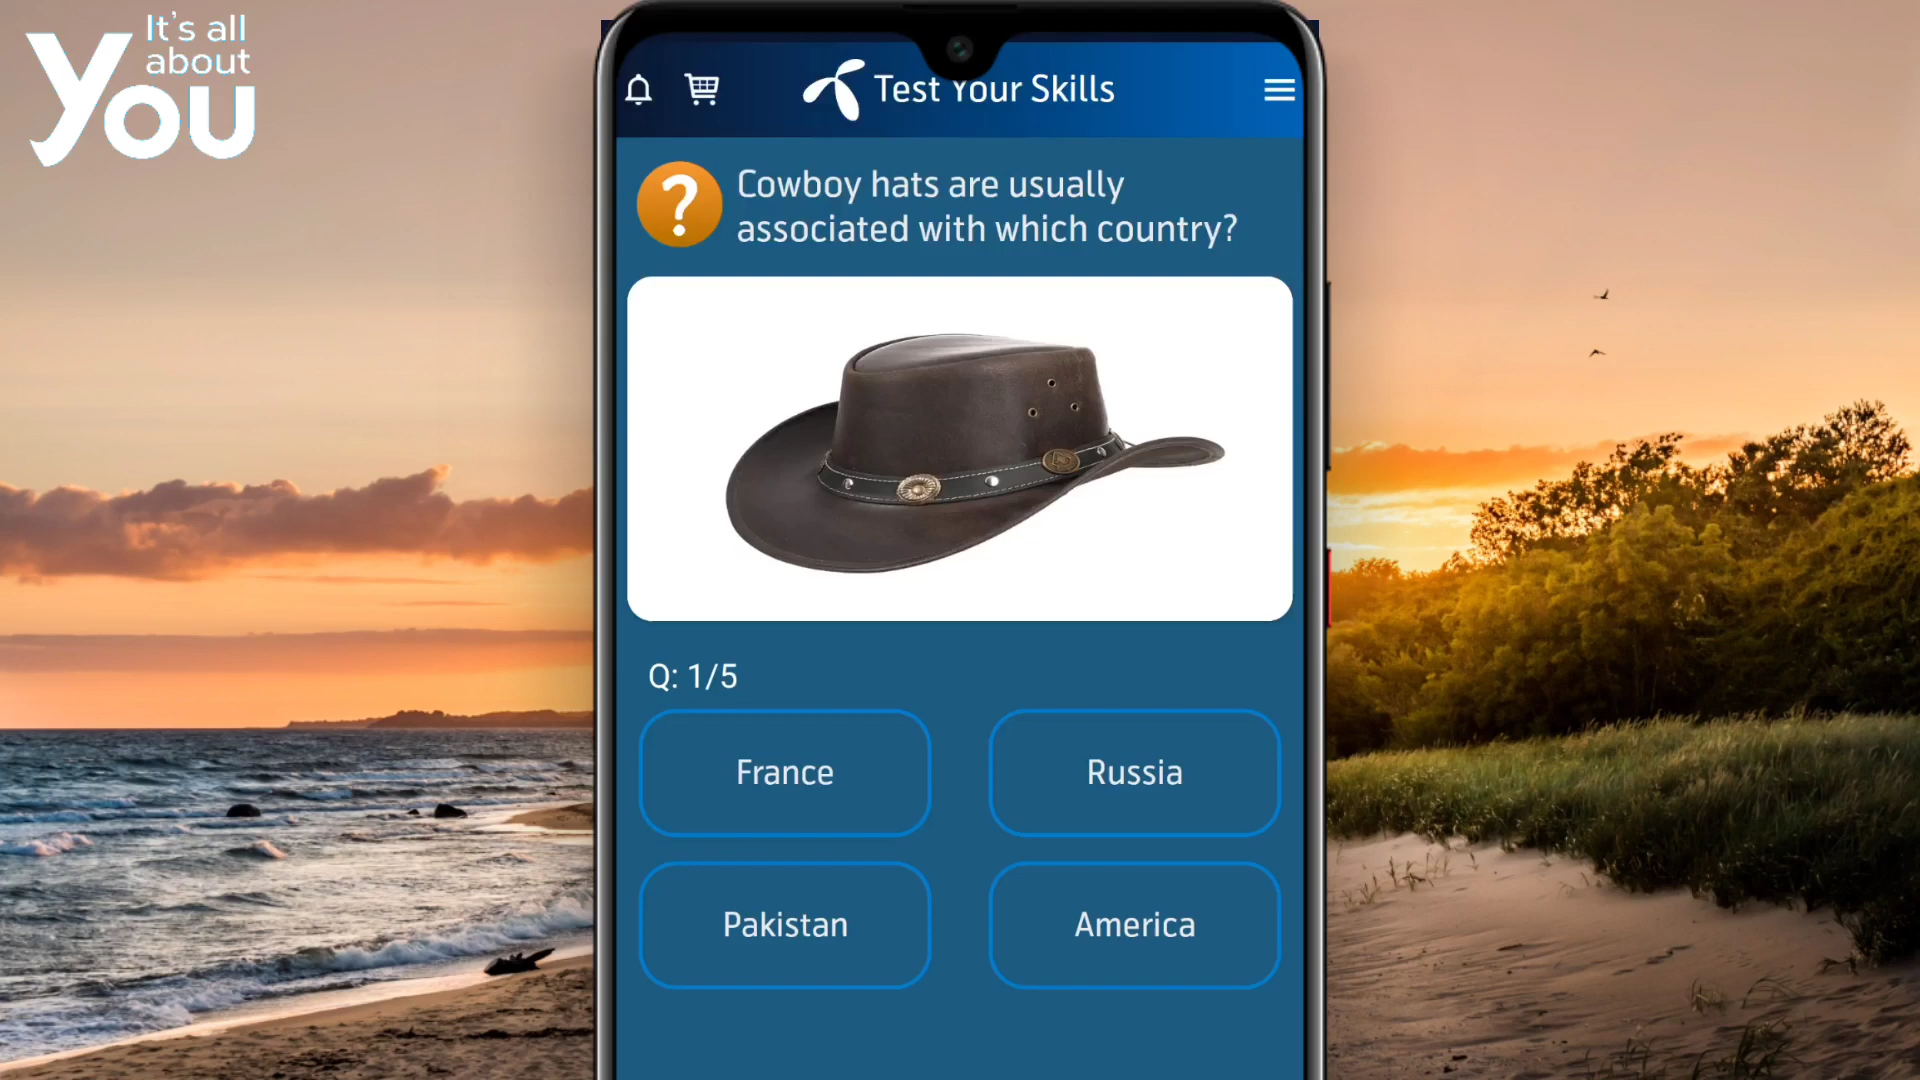 It's all
about
You
Test Your Skills
?
Cowboy hats are usually
associated with which country?
Q: 1/5
France
Russia
Pakistan
America